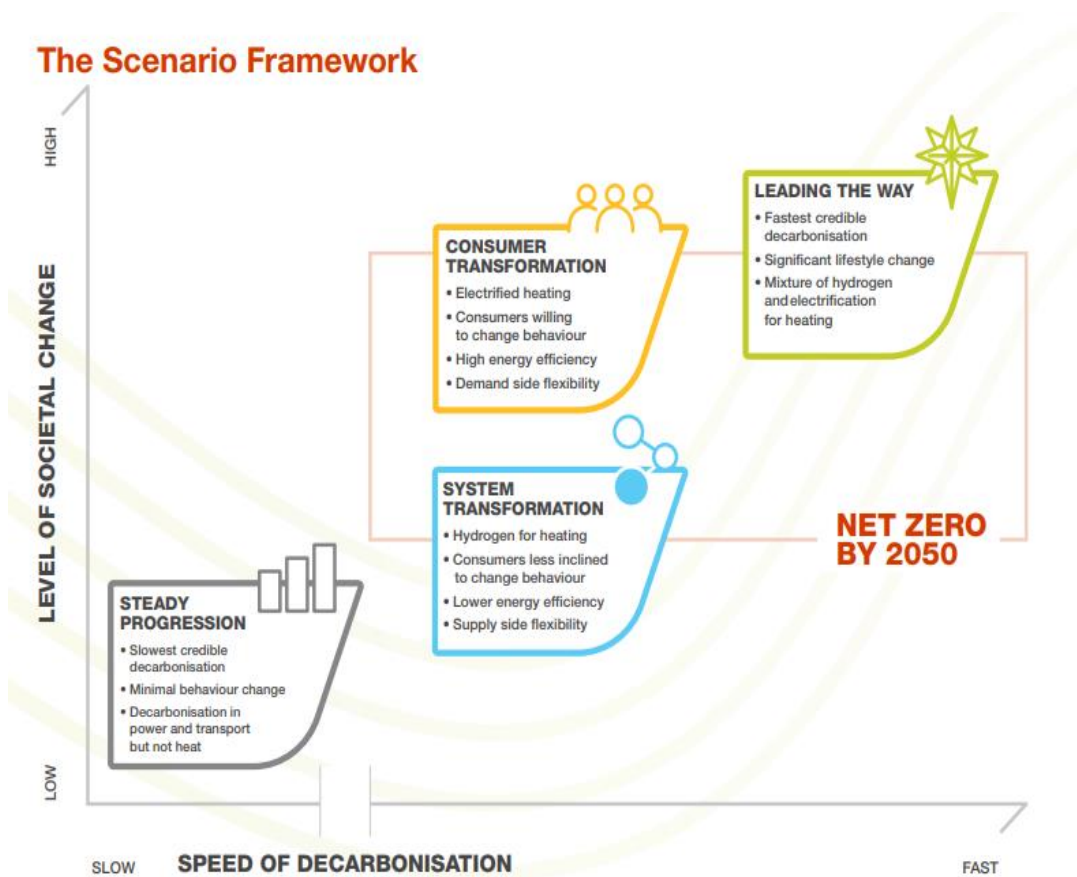 The Scenario Framework
HIGH
LEVEL OF SOCIETAL CHANGE
LOW
LEADING THE WAY
• Fastest credible
decarbonisation
• Significant lifestyle change
• Mixture of hydrogen
and electrification
for heating
CONSUMER
TRANSFORMATION
• Electrified heating
• Consumers willing
to change behaviour
• High energy efficiency
• Demand side flexibility
SYSTEM
TRANSFORMATION
• Hydrogen for heating
• Consumers less inclined
to change behaviour
• Lower energy efficiency
• Supply side flexibility
NET ZERO
BY 2050
STEADY
PROGRESSION
• Slowest credible
decarbonisation
• Minimal behaviour change
• Decarbonisation in
power and transport
but not heat
SLOW
SPEED OF DECARBONISATION
FAST